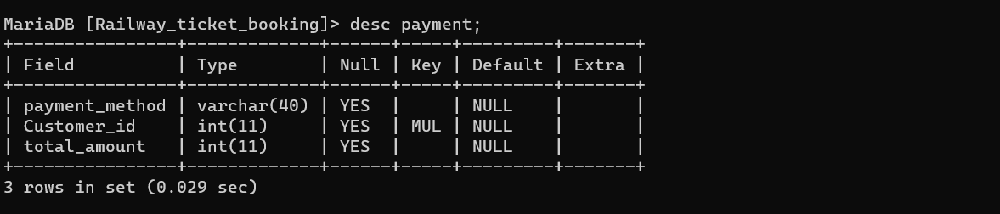 MariaDB [Railway_ticket_booking]> desc payment;
+----------------+-------------+------+-----+---------+-------+
| Field          | Type        | Null | Key | Default | Extra |
+----------------+-------------+------+-----+---------+-------+
| payment_method | varchar(40) | YES  |     | NULL    |       |
| Customer_id    | int(11)     | YES  | MUL | NULL    |       |
| total_amount   | int(11)     | YES  |     | NULL    |       |
+----------------+-------------+------+-----+---------+-------+
3 rows in set (0.029 sec)